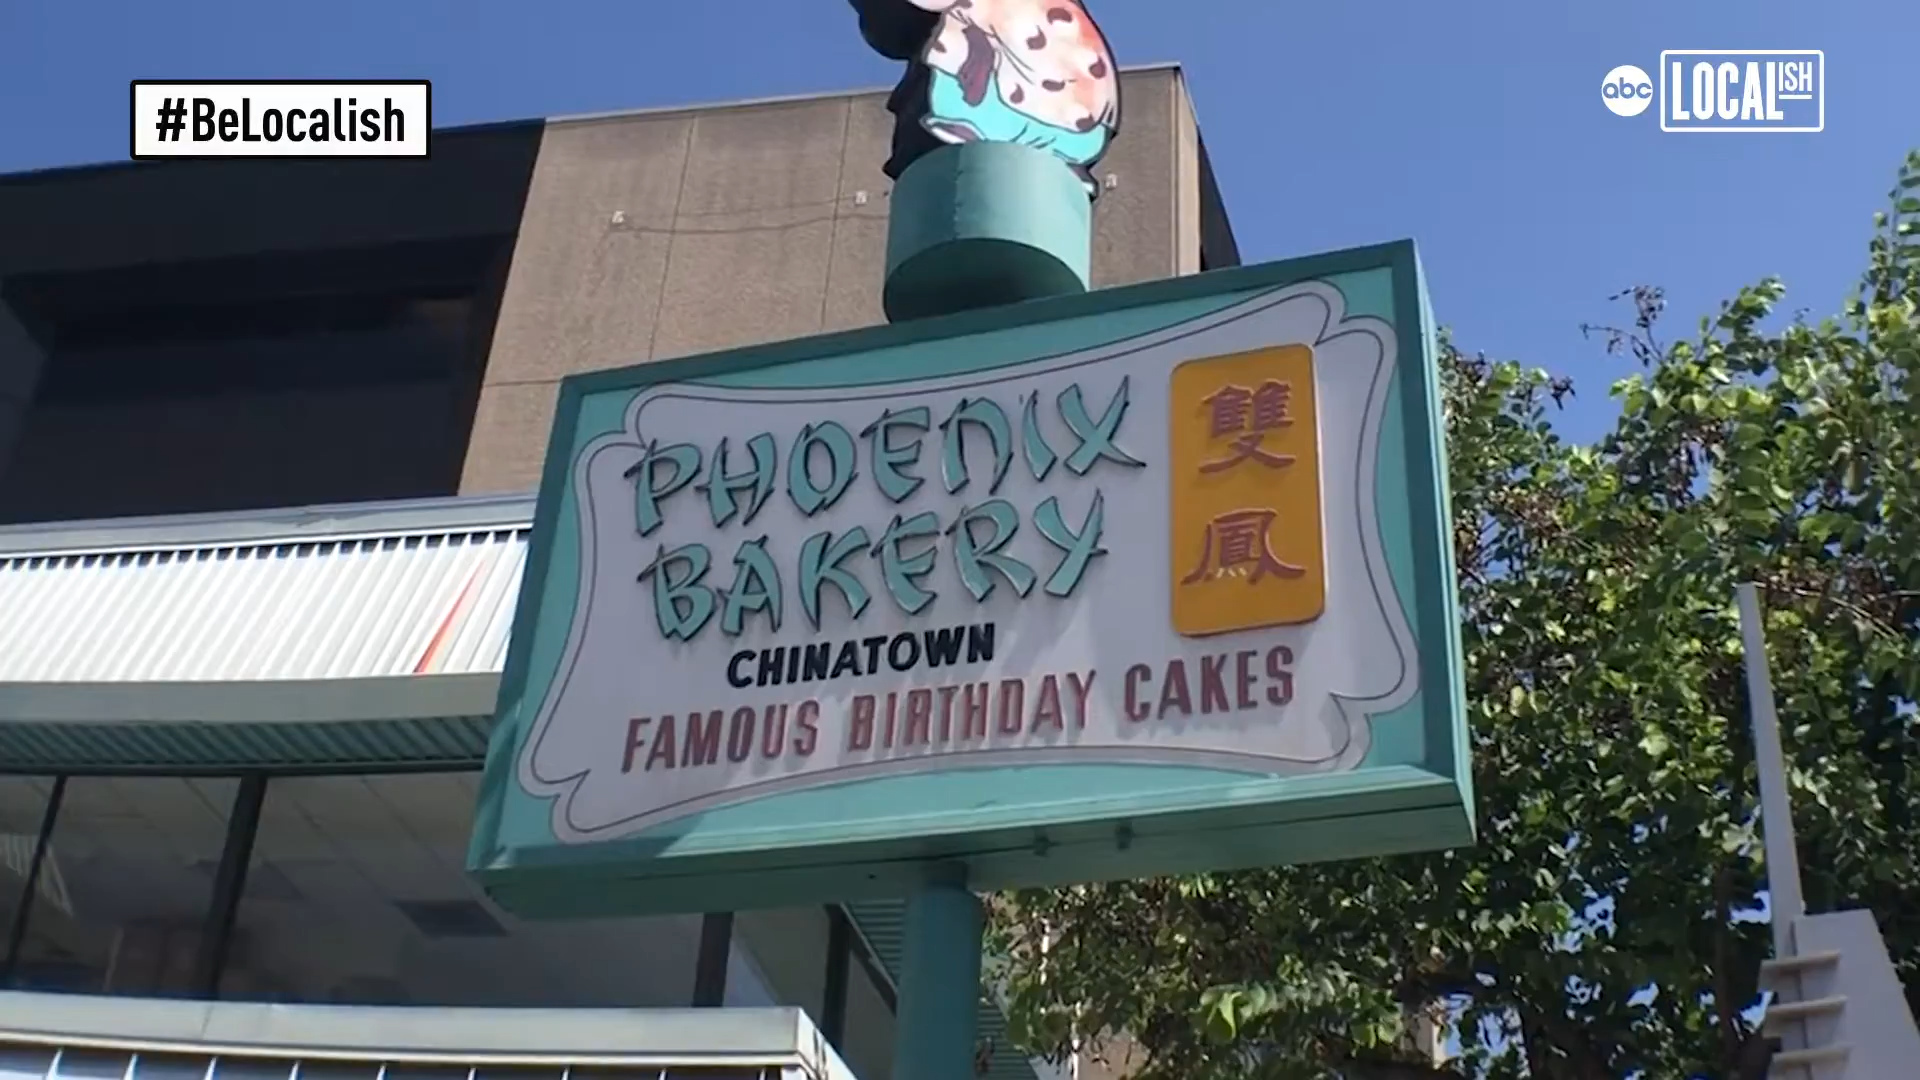 #BeLocalish
abc LOCALISH
PHOENIX
BAKERY
CHINATOWN
FAMOUS BIRTHDAY CAKES
雙
鳳